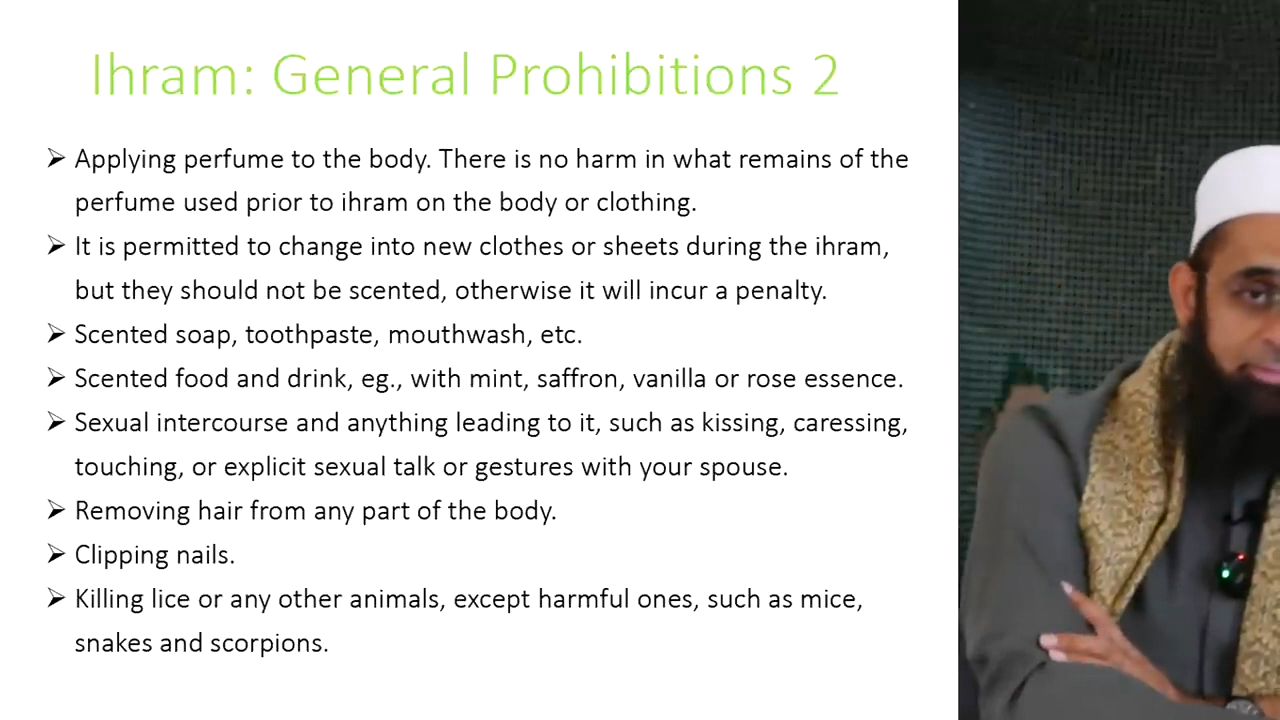 Ihram: General Prohibitions 2
➢ Applying perfume to the body. There is no harm in what remains of the
perfume used prior to ihram on the body or clothing.
➢ It is permitted to change into new clothes or sheets during the ihram,
but they should not be scented, otherwise it will incur a penalty.
➢ Scented soap, toothpaste, mouthwash, etc.
➢ Scented food and drink, eg., with mint, saffron, vanilla or rose essence.
➢ Sexual intercourse and anything leading to it, such as kissing, caressing,
touching, or explicit sexual talk or gestures with your spouse.
➢ Removing hair from any part of the body.
➢ Clipping nails.
➢ Killing lice or any other animals, except harmful ones, such as mice,
snakes and scorpions.